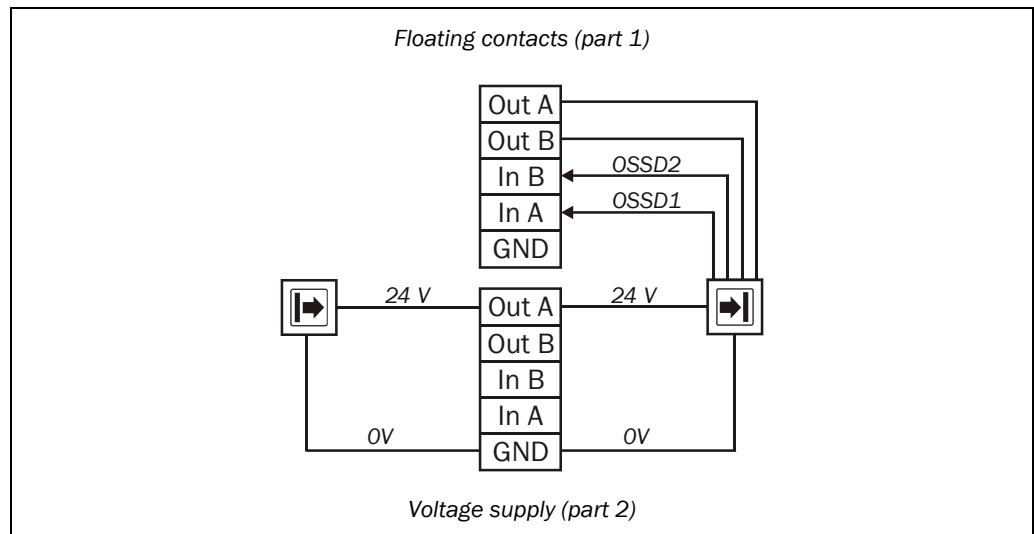 Floating contacts (part 1)
Out A
Out B
In B
OSSD2
In A
OSSD1
GND
24 V
Out A
24 V
Out B
In B
In A
0V
GND
0V
Voltage supply (part 2)